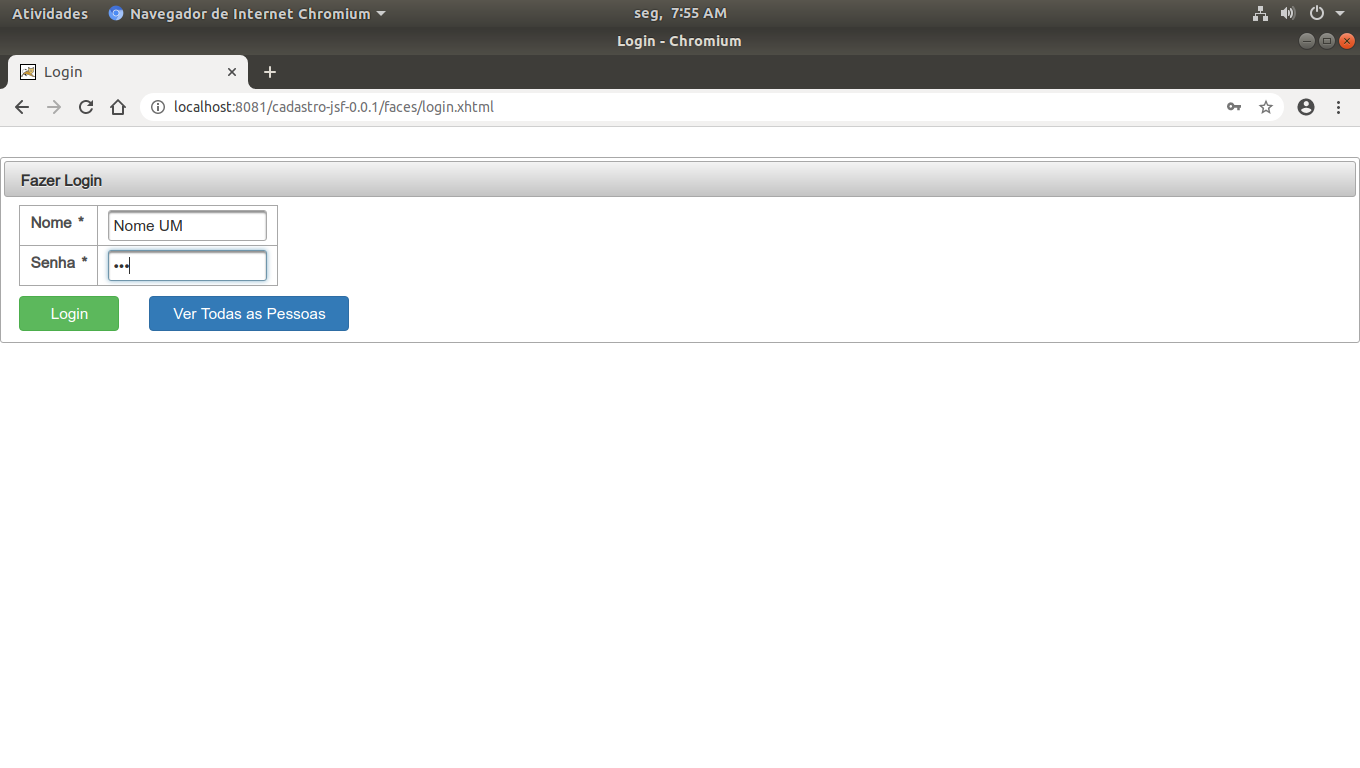 Atividades Navegador de Internet Chromium seg, 7:55 AM
Login - Chromium
Login
localhost:8081/cadastro-jsf-0.0.1/faces/login.xhtml
Fazer Login
Nome * Nome UM
Senha * •••
Login Ver Todas as Pessoas